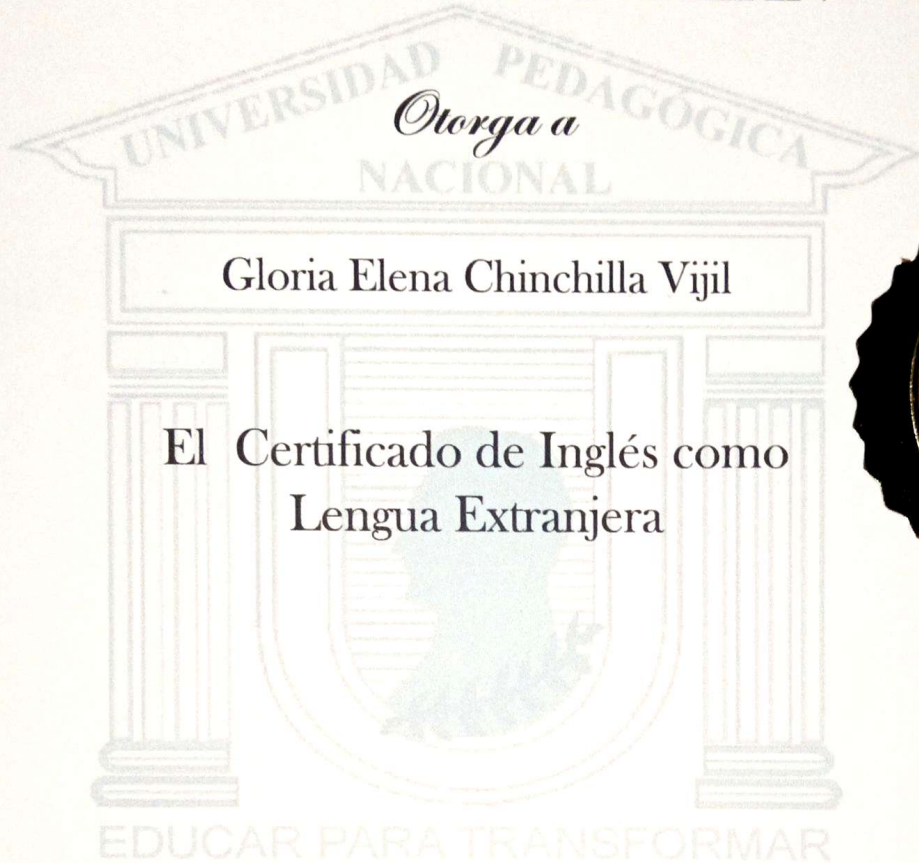 UNIVERSIDAD PEDAGÓGICA
Otorga a
NACIONAL
Gloria Elena Chinchilla Vijil
El Certificado de Inglés como
Lengua Extranjera
EDUCAR PARA TRANSFORMAR